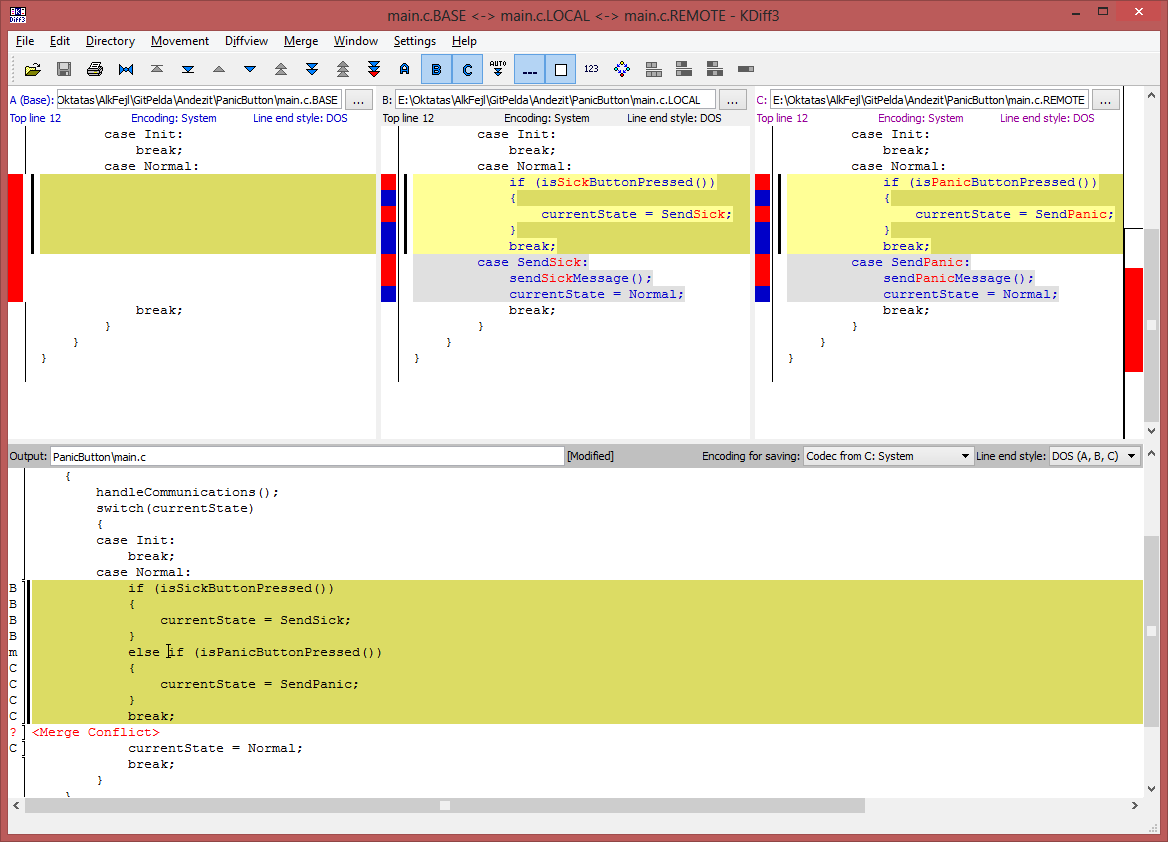 KDiff3
main.c.BASE <-> main.c.LOCAL <-> main.c.REMOTE - KDiff3
File Edit Directory Movement Diffview Merge Window Settings Help
A B C AUTO 123
A (Base): Oktatas\AlkFejl\GitPelda\Andezit\PanicButton\main.c.BASE ...
Top line 12 Encoding: System Line end style: DOS
case Init:
break;
case Normal:
break;
}
}
}
B: E:\Oktatas\AlkFejl\GitPelda\Andezit\PanicButton\main.c.LOCAL ...
Top line 12 Encoding: System Line end style: DOS
case Init:
break;
case Normal:
if (isSickButtonPressed())
{
currentState = SendSick;
}
break;
case SendSick:
sendSickMessage();
currentState = Normal;
break;
}
}
}
C: E:\Oktatas\AlkFejl\GitPelda\Andezit\PanicButton\main.c.REMOTE ...
Top line 12 Encoding: System Line end style: DOS
case Init:
break;
case Normal:
if (isPanicButtonPressed())
{
currentState = SendPanic;
}
break;
case SendPanic:
sendPanicMessage();
currentState = Normal;
break;
}
}
}
Output: PanicButton\main.c [Modified] Encoding for saving: Codec from C: System Line end style: DOS (A, B, C)
{
handleCommunications();
switch(currentState)
{
case Init:
break;
case Normal:
B if (isSickButtonPressed())
B {
B currentState = SendSick;
B }
m else if (isPanicButtonPressed())
C {
C currentState = SendPanic;
C }
C break;
? <Merge Conflict>
C currentState = Normal;
break;
}
}